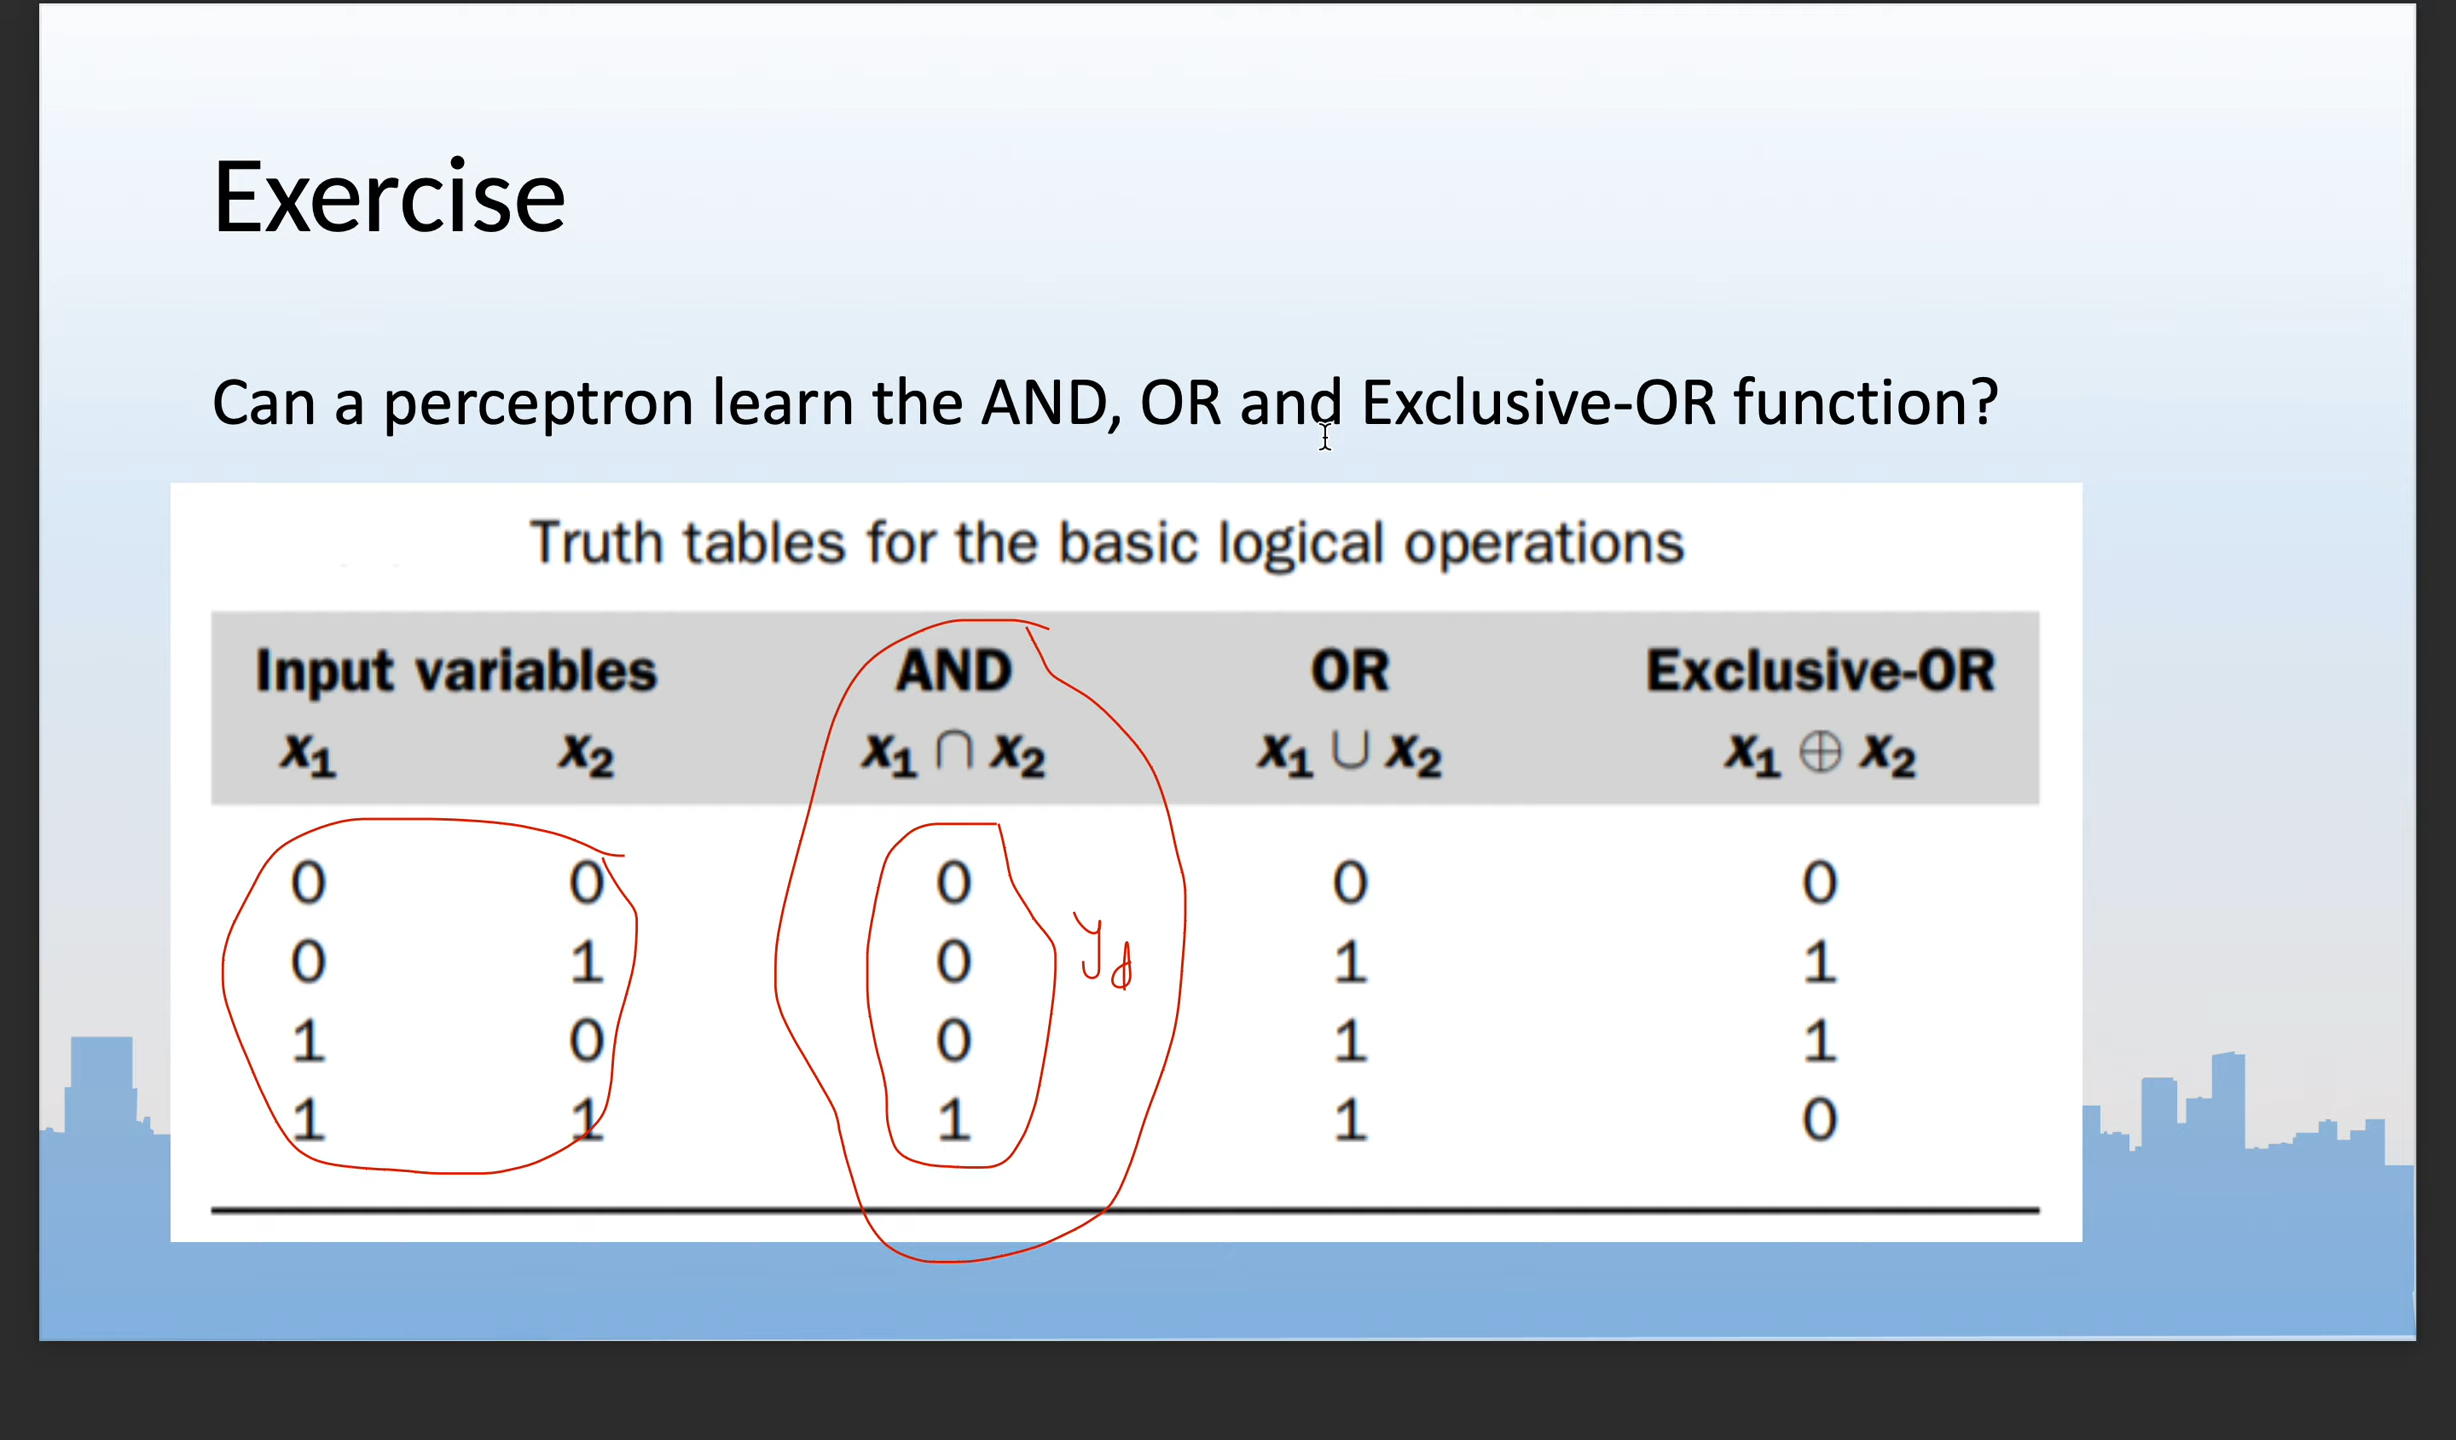 Exercise
Can a perceptron learn the AND, OR and Exclusive-OR function?
Truth tables for the basic logical operations
Input variables AND OR Exclusive-OR
x₁ x₂ x₁ ∩ x₂ x₁ ∪ x₂ x₁ ⊕ x₂
0 0 0 0 0
0 1 0 1 1
1 0 0 1 1
1 1 1 1 0
yd